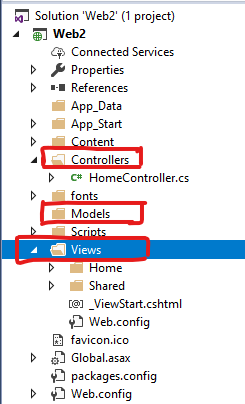 Solution 'Web2' (1 project)
Web2
Connected Services
Properties
References
App_Data
App_Start
Content
Controllers
HomeController.cs
fonts
Models
Scripts
Views
Home
Shared
_ViewStart.cshtml
Web.config
favicon.ico
Global.asax
packages.config
Web.config